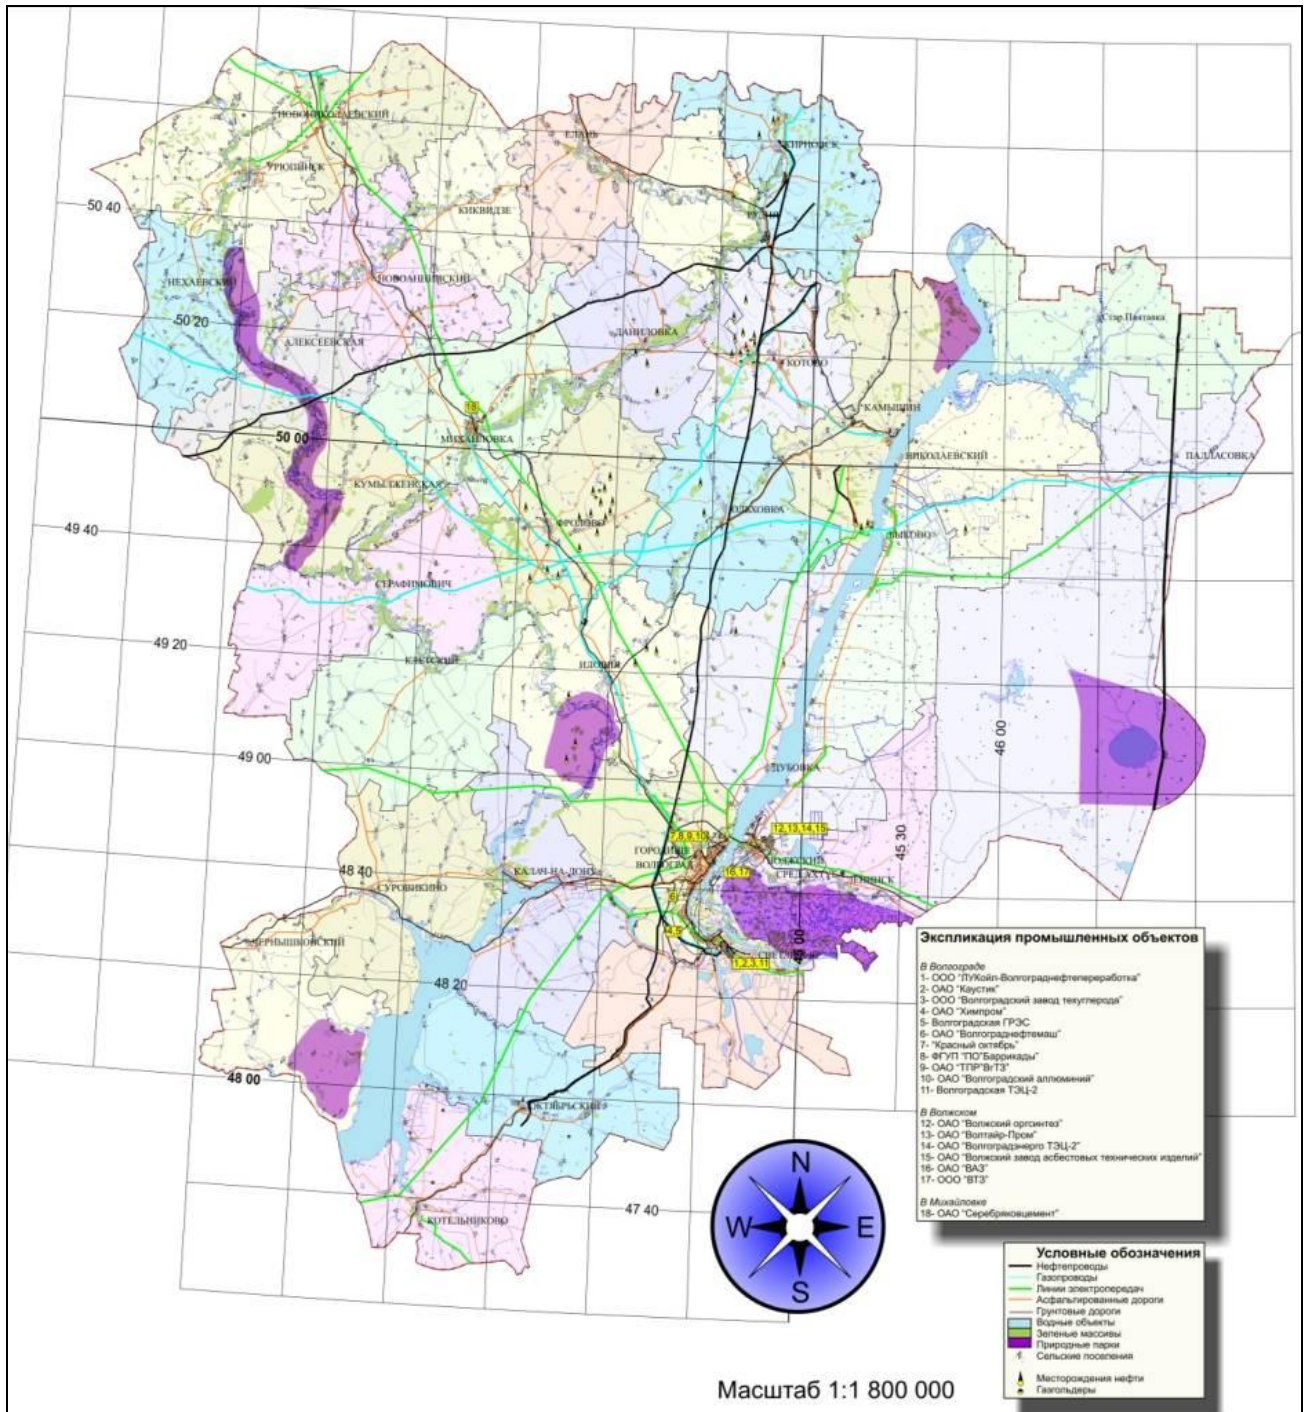 НОВОНИКОЛАЕВСКИЙ
ЕЛАНЬ
ЖИРНОВСК
УРЮПИНСК
50 40
КИКВИДЗЕ
РУДНЯ
НЕХАЕВСКИЙ
НОВОАННИНСКИЙ
50 20
Стар.Полтавка
ДАНИЛОВКА
АЛЕКСЕЕВСКАЯ
КОТОВО
18
КАМЫШИН
50 00
МИХАЙЛОВКА
НИКОЛАЕВСКИЙ
ПАЛЛАСОВКА
КУМЫЛЖЕНСКАЯ
ОЛЬХОВКА
49 40
ФРОЛОВО
БЫКОВО
СЕРАФИМОВИЧ
49 20
КЛЕТСКИЙ
ИЛОВЛЯ
46 00
49 00
ДУБОВКА
12,13,14,15
7,8,9,10
45 30
ГОРОДИЩЕ
ВОЛЖСКИЙ
ВОЛГОГРАД
48 40
КАЛАЧ-НА-ДОНУ
16,17
СРЕД.АХТУБА
ЛЕНИНСК
СУРОВИКИНО
6
4,5
ЧЕРНЫШКОВСКИЙ
1,2,3,11
48 20
48 00
ОКТЯБРЬСКИЙ
47 40
КОТЕЛЬНИКОВО
N
W
E
S
Экспликация промышленных объектов
В Волгограде
1- ООО "ЛУКойл-Волгограднефтепереработка"
2- ОАО "Каустик"
3- ООО "Волгоградский завод техуглерода"
4- ОАО "Химпром"
5- Волгоградская ГРЭС
6- ОАО "Волгограднефтемаш"
7- "Красный октябрь"
8- ФГУП "ПО"Баррикады"
9- ОАО "ТПР"ВгТЗ"
10- ОАО "Волгоградский аллюминий"
11- Волгоградская ТЭЦ-2
В Волжском
12- ОАО "Волжский оргсинтез"
13- ОАО "Волтайр-Пром"
14- ОАО "Волгоградэнерго ТЭЦ-2"
15- ОАО "Волжский завод асбестовых технических изделий"
16- ОАО "ВАЗ"
17- ООО "ВТЗ"
В Михайловке
18- ОАО "Серебряковцемент"
Условные обозначения
Нефтепроводы
Газопроводы
Линии электропередач
Асфальтированные дороги
Грунтовые дороги
Водные объекты
Зеленые массивы
Природные парки
Сельские поселения
Месторождения нефти
Газгольдеры
Масштаб 1:1 800 000